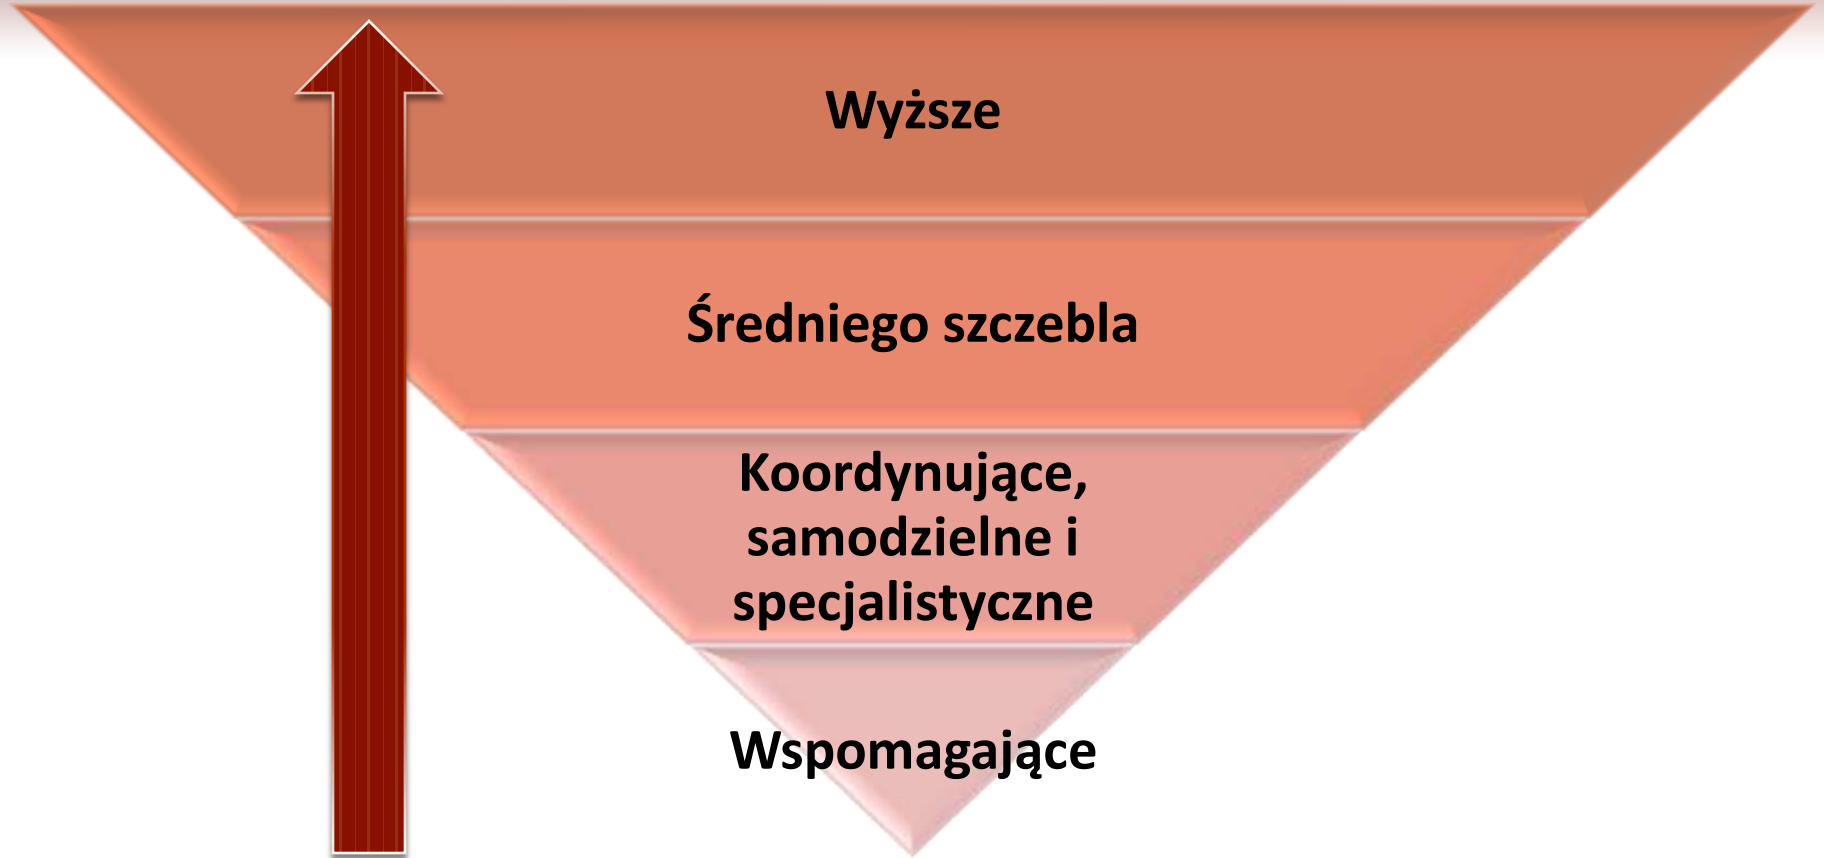 Wyższe
Średniego szczebla
Koordynujące,
samodzielne i
specjalistyczne
Wspomagające